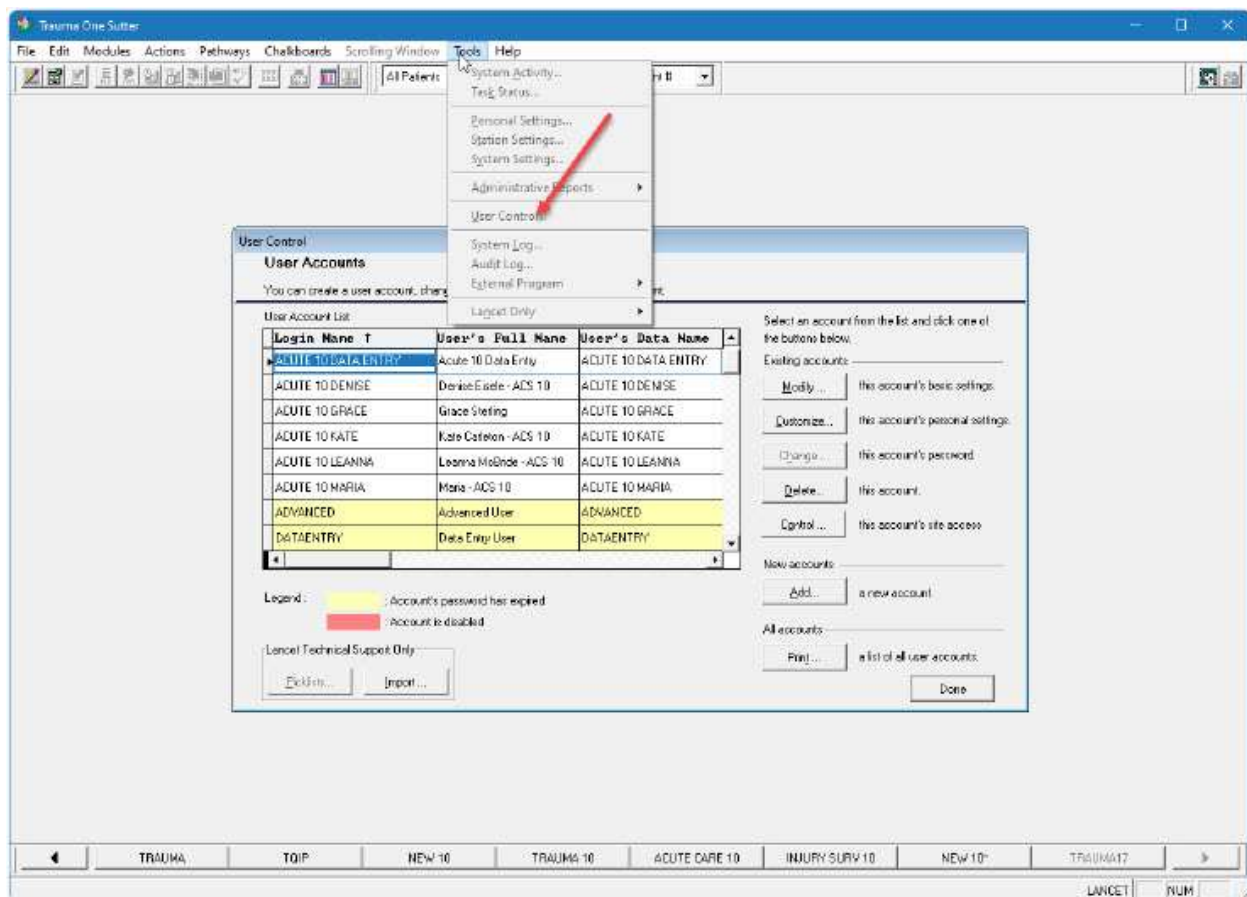 Trauma One Sutter
File Edit Modules Actions Pathways Chalkboards Scrolling Window Tools Help
All Patients
System Activity...
Task Status...
Personal Settings...
Station Settings...
System Settings...
Administrative Reports
User Control
System Log...
Audit Log...
External Program
Lancet Only
User Control
User Accounts
You can create a user account,
User Account List
Login Name ↑ User's Full Name User's Data Name
ACUTE 10 DATA ENTRY Acute 10 Data Entry ACUTE 10 DATA ENTRY
ACUTE 10 DENISE Denise Eisele - ACS 10 ACUTE 10 DENISE
ACUTE 10 GRACE Grace Sterling ACUTE 10 GRACE
ACUTE 10 KATE Kate Carleton - ACS 10 ACUTE 10 KATE
ACUTE 10 LEANNA Leanna McBride - ACS 10 ACUTE 10 LEANNA
ACUTE 10 MARIA Maria - ACS 10 ACUTE 10 MARIA
ADVANCED Advanced User ADVANCED
DATAENTRY Data Entry User DATAENTRY
Legend :
: Account's password has expired
: Account is disabled
Lancet Technical Support Only
Picklists... Import...
Select an account from the list and click one of
the buttons below.
Existing accounts
Modify... this account's basic settings.
Customize... this account's personal settings.
Change... this account's password
Delete... this account.
Control... this account's site access
New accounts
Add... a new account
All accounts
Print... a list of all user accounts.
Done
TRAUMA TQIP NEW 10 TRAUMA 10 ACUTE CARE 10 INJURY SURV 10 NEW 10* TRAUMA17
LANCET NUM